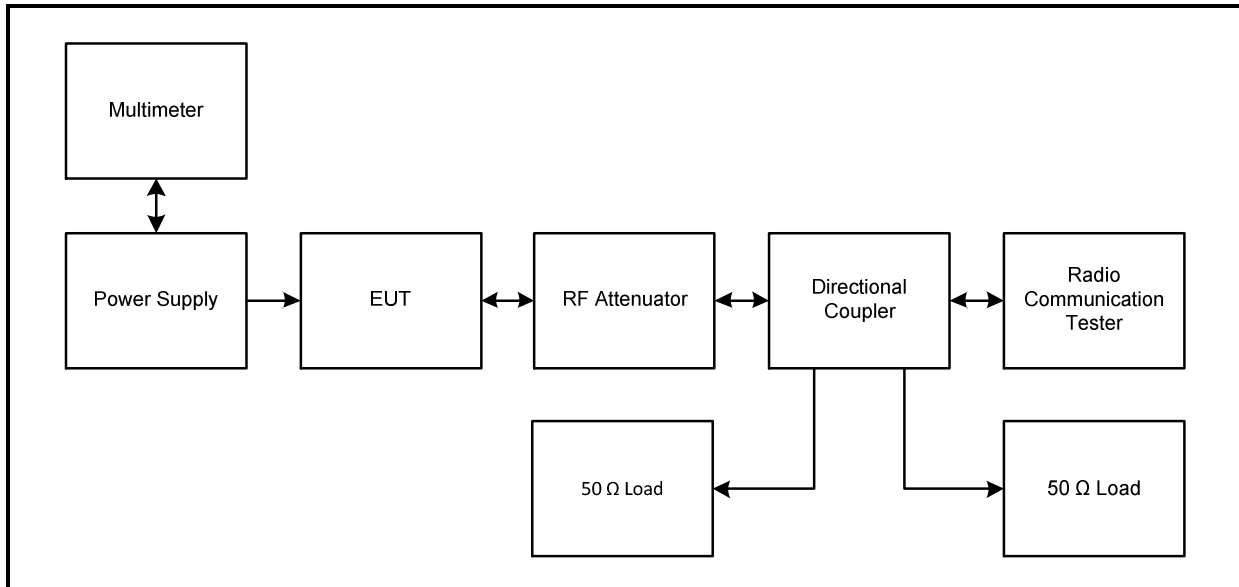 Multimeter
Power Supply
EUT
RF Attenuator
Directional
Coupler
Radio
Communication
Tester
50 Ω Load
50 Ω Load